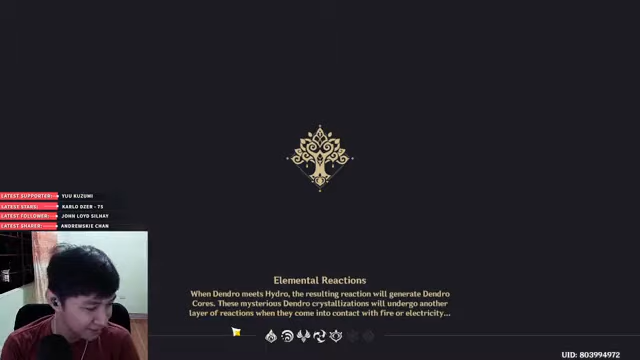 LATEST SUPPORTER: YUU KUZUMI
LATEST STARS: KARLO DZER - 75
LATEST FOLLOWER: JOHN LOYD SILHAY
LATEST SHARER: ANDREWSKIE CHAN
Elemental Reactions
When Dendro meets Hydro, the resulting reaction will generate Dendro
Cores. These mysterious Dendro crystallizations will undergo another
layer of reactions when they come into contact with fire or electricity...
UID: 803994972